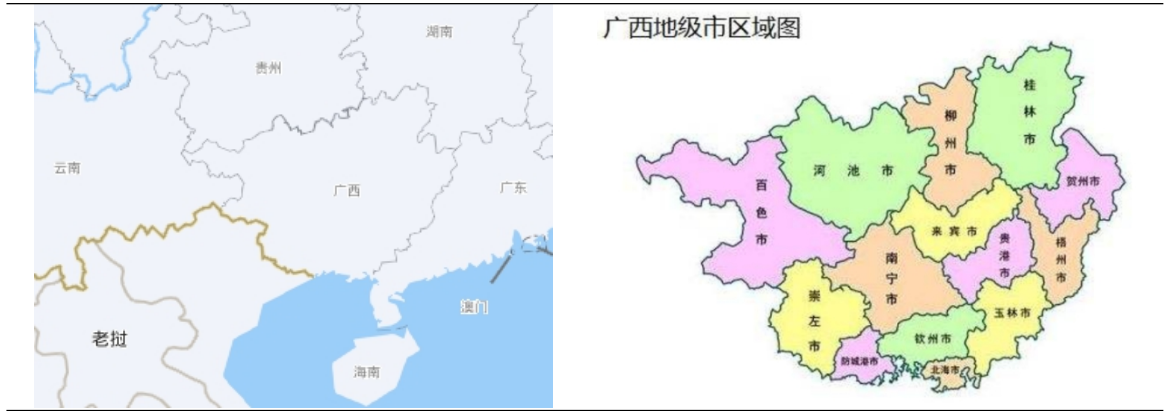 湖南
贵州
云南
广西
广东
澳门
老挝
海南
广西地级市区域图
桂林市
柳州市
河池市
百色市
贺州市
来宾市
贵港市
梧州市
南宁市
崇左市
玉林市
钦州市
防城港市
北海市